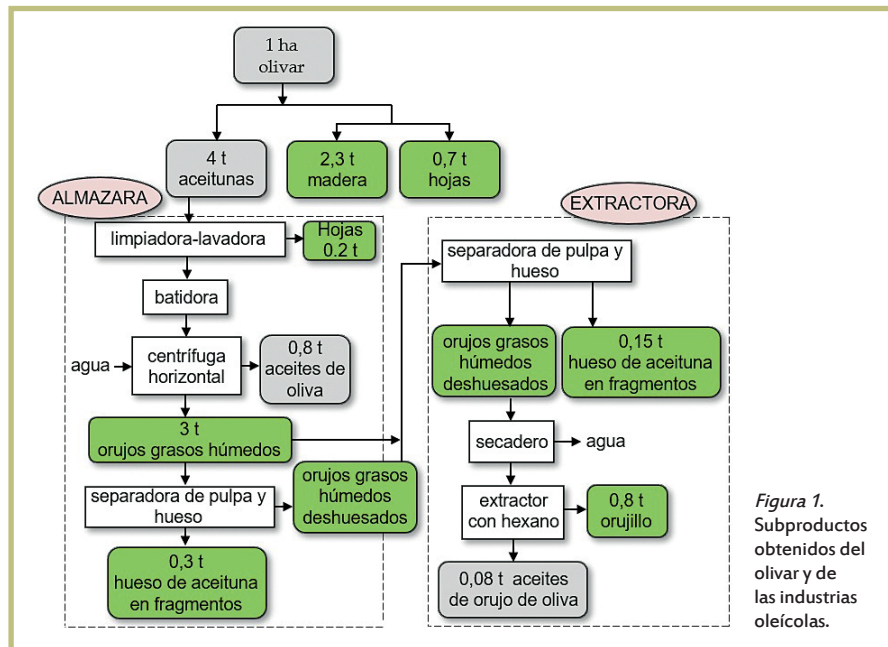 1 ha
olivar
4 t
aceitunas
2,3 t
madera
0,7 t
hojas
ALMAZARA
limpiadora-lavadora
Hojas
0.2 t
batidora
agua
centrífuga
horizontal
0,8 t
aceites de
oliva
3 t
orujos grasos húmedos
separadora de pulpa y
hueso
orujos grasos
húmedos
deshuesados
0,3 t
hueso de aceituna
en fragmentos
EXTRACTORA
separadora de pulpa y
hueso
orujos grasos
húmedos
deshuesados
0,15 t
hueso de aceituna
en fragmentos
secadero
agua
extractor
con hexano
0,8 t
orujillo
0,08 t aceites
de orujo de oliva
Figura 1.
Subproductos
obtenidos del
olivar y de
las industrias
oleícolas.